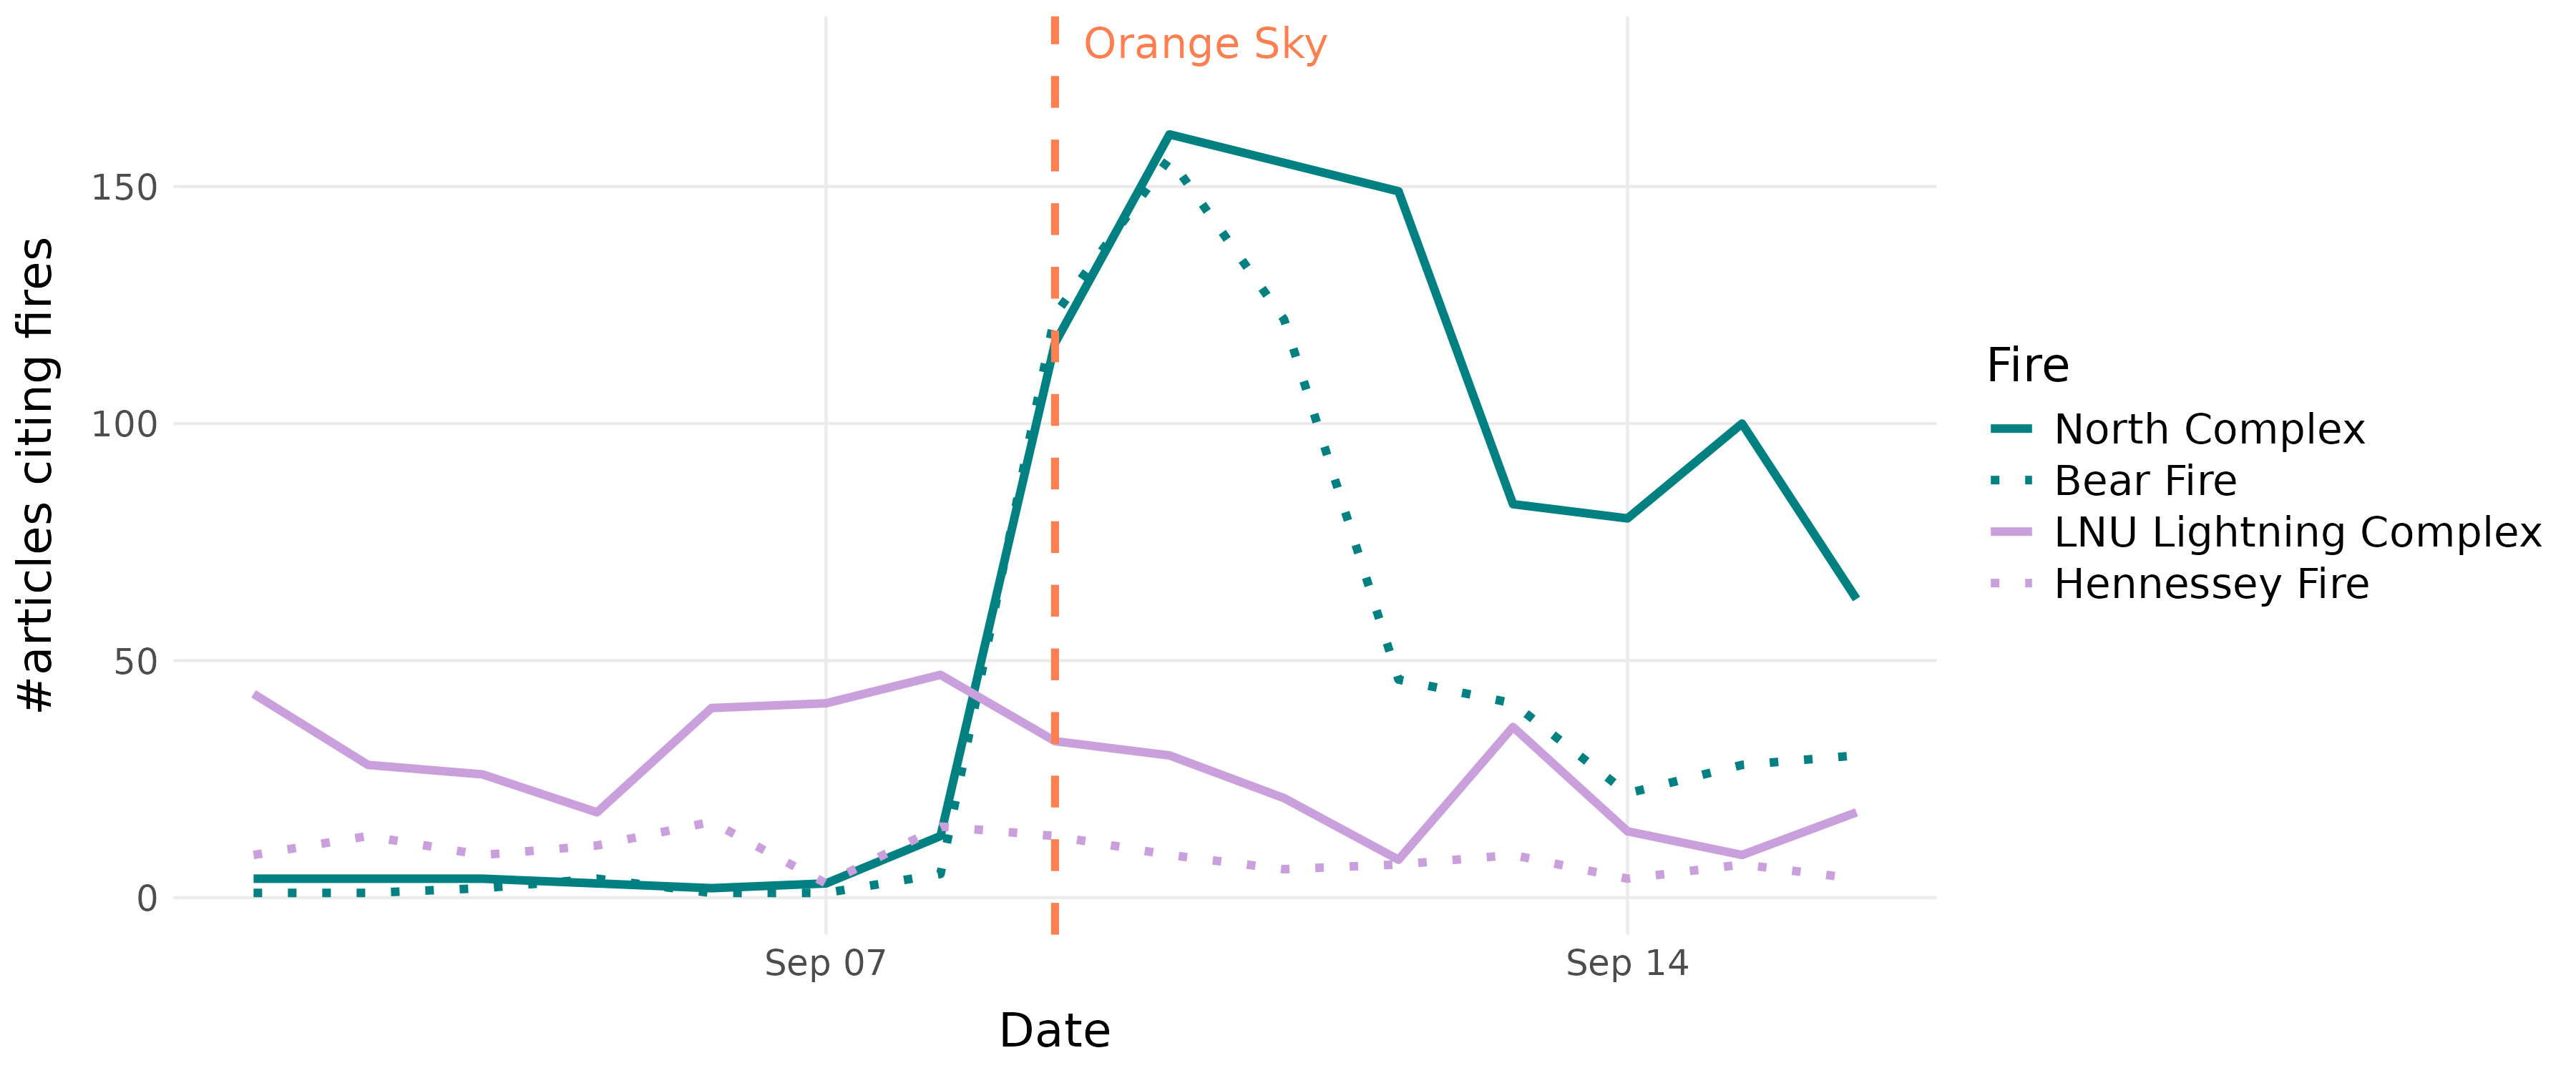 Orange Sky
150
100
50
0
#articles citing fires
Sep 07
Sep 14
Date
Fire
North Complex
Bear Fire
LNU Lightning Complex
Hennessey Fire